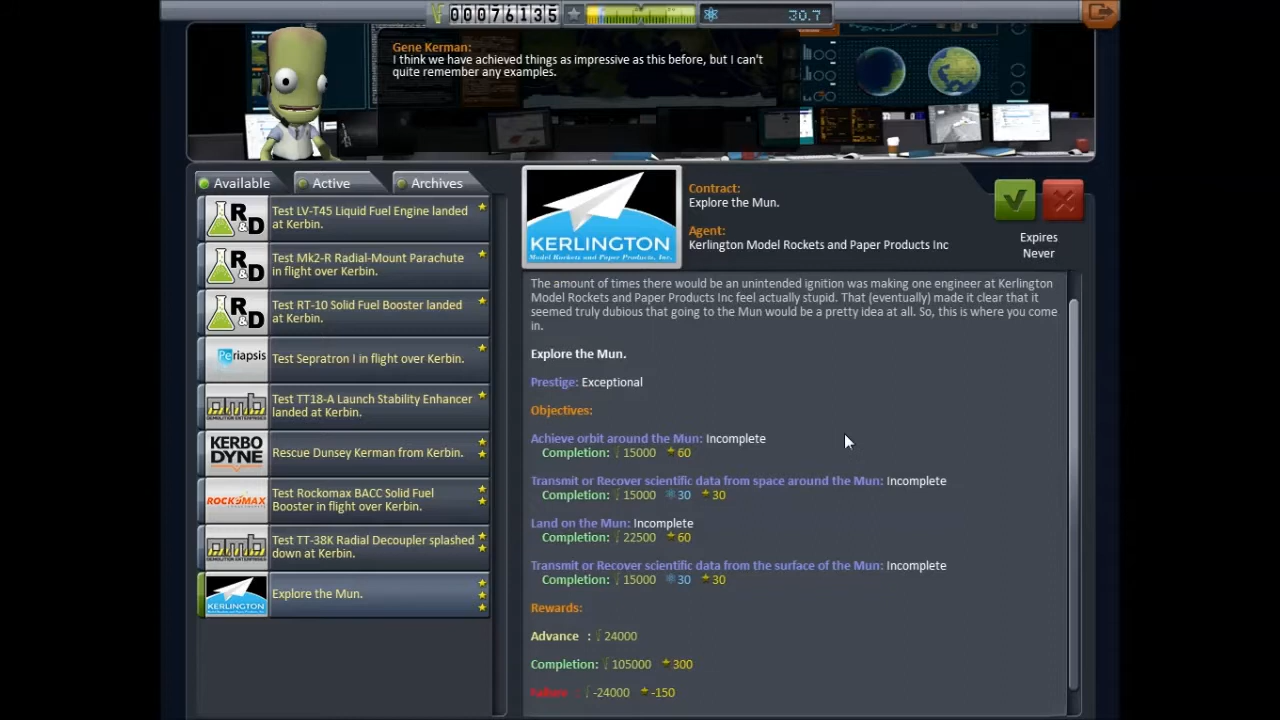 00076135
30.7
Gene Kerman:
I think we have achieved things as impressive as this before, but I can't
quite remember any examples.
Available
Active
Archives
R&D
Test LV-T45 Liquid Fuel Engine landed
at Kerbin.
R&D
Test Mk2-R Radial-Mount Parachute
in flight over Kerbin.
R&D
Test RT-10 Solid Fuel Booster landed
at Kerbin.
Periapsis
Test Sepratron I in flight over Kerbin.
Test TT18-A Launch Stability Enhancer
landed at Kerbin.
KERBO
DYNE
Rescue Dunsey Kerman from Kerbin.
ROCKOMAX
Test Rockomax BACC Solid Fuel
Booster in flight over Kerbin.
Test TT-38K Radial Decoupler splashed
down at Kerbin.
KERLINGTON
Explore the Mun.
KERLINGTON
Model Rockets and Paper Products, Inc.
Contract:
Explore the Mun.
Agent:
Kerlington Model Rockets and Paper Products Inc
Expires
Never
The amount of times there would be an unintended ignition was making one engineer at Kerlington
Model Rockets and Paper Products Inc feel actually stupid. That (eventually) made it clear that it
seemed truly dubious that going to the Mun would be a pretty idea at all. So, this is where you come
in.
Explore the Mun.
Prestige: Exceptional
Objectives:
Achieve orbit around the Mun: Incomplete
Completion: 15000 60
Transmit or Recover scientific data from space around the Mun: Incomplete
Completion: 15000 30 30
Land on the Mun: Incomplete
Completion: 22500 60
Transmit or Recover scientific data from the surface of the Mun: Incomplete
Completion: 15000 30 30
Rewards:
Advance : 24000
Completion: 105000 300
Failure : -24000 -150